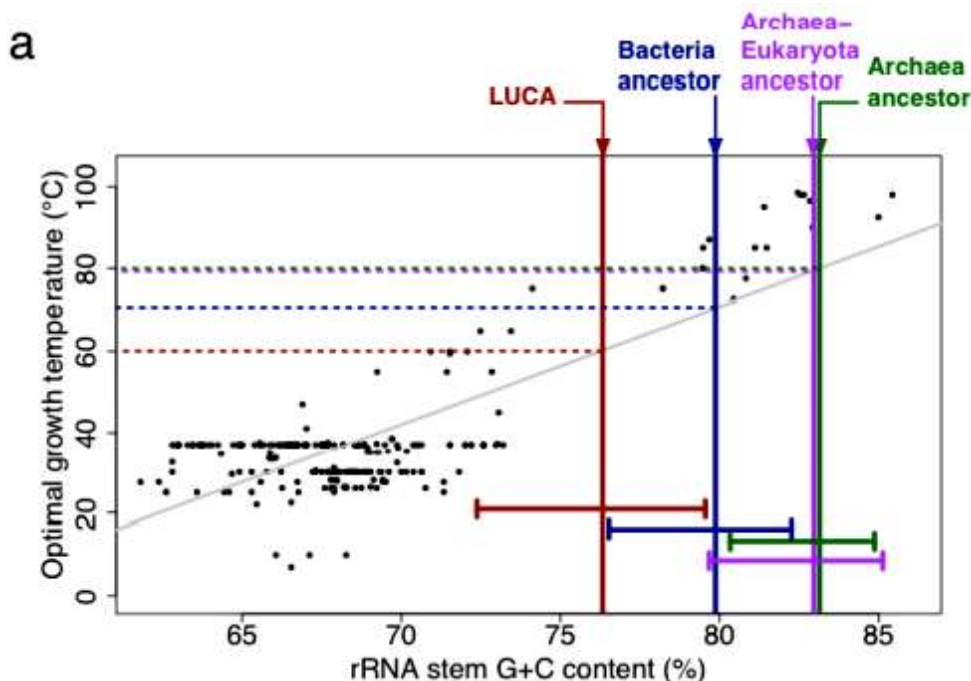 a
Archaea–
Bacteria Eukaryota
ancestor ancestor Archaea
LUCA ancestor
Optimal growth temperature (°C)
100
80
60
40
20
0
65 70 75 80 85
rRNA stem G+C content (%)